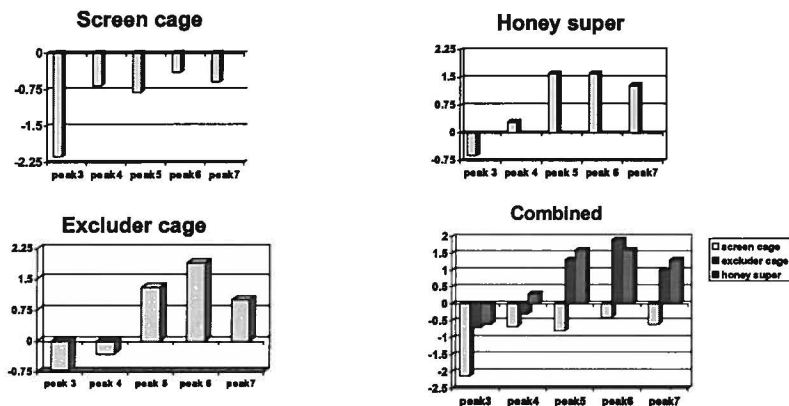 Screen cage
0
-0.75
-1.5
-2.25
peak3 peak 4 peak5 peak6 peak7
Honey super
2.25
1.5
0.75
0
-0.75
peak 3 peak 4 peak 5 peak 6 peak7
Excluder cage
2.25
1.5
0.75
0
-0.75
peak 3 peak 4 peak 5 peak 6 peak7
Combined
2
1.5
1
0.5
0
-0.5
-1
-1.5
-2
-2.5
peak3 peak4 peak5 peak6 peak7
screen cage
excluder cage
honey super